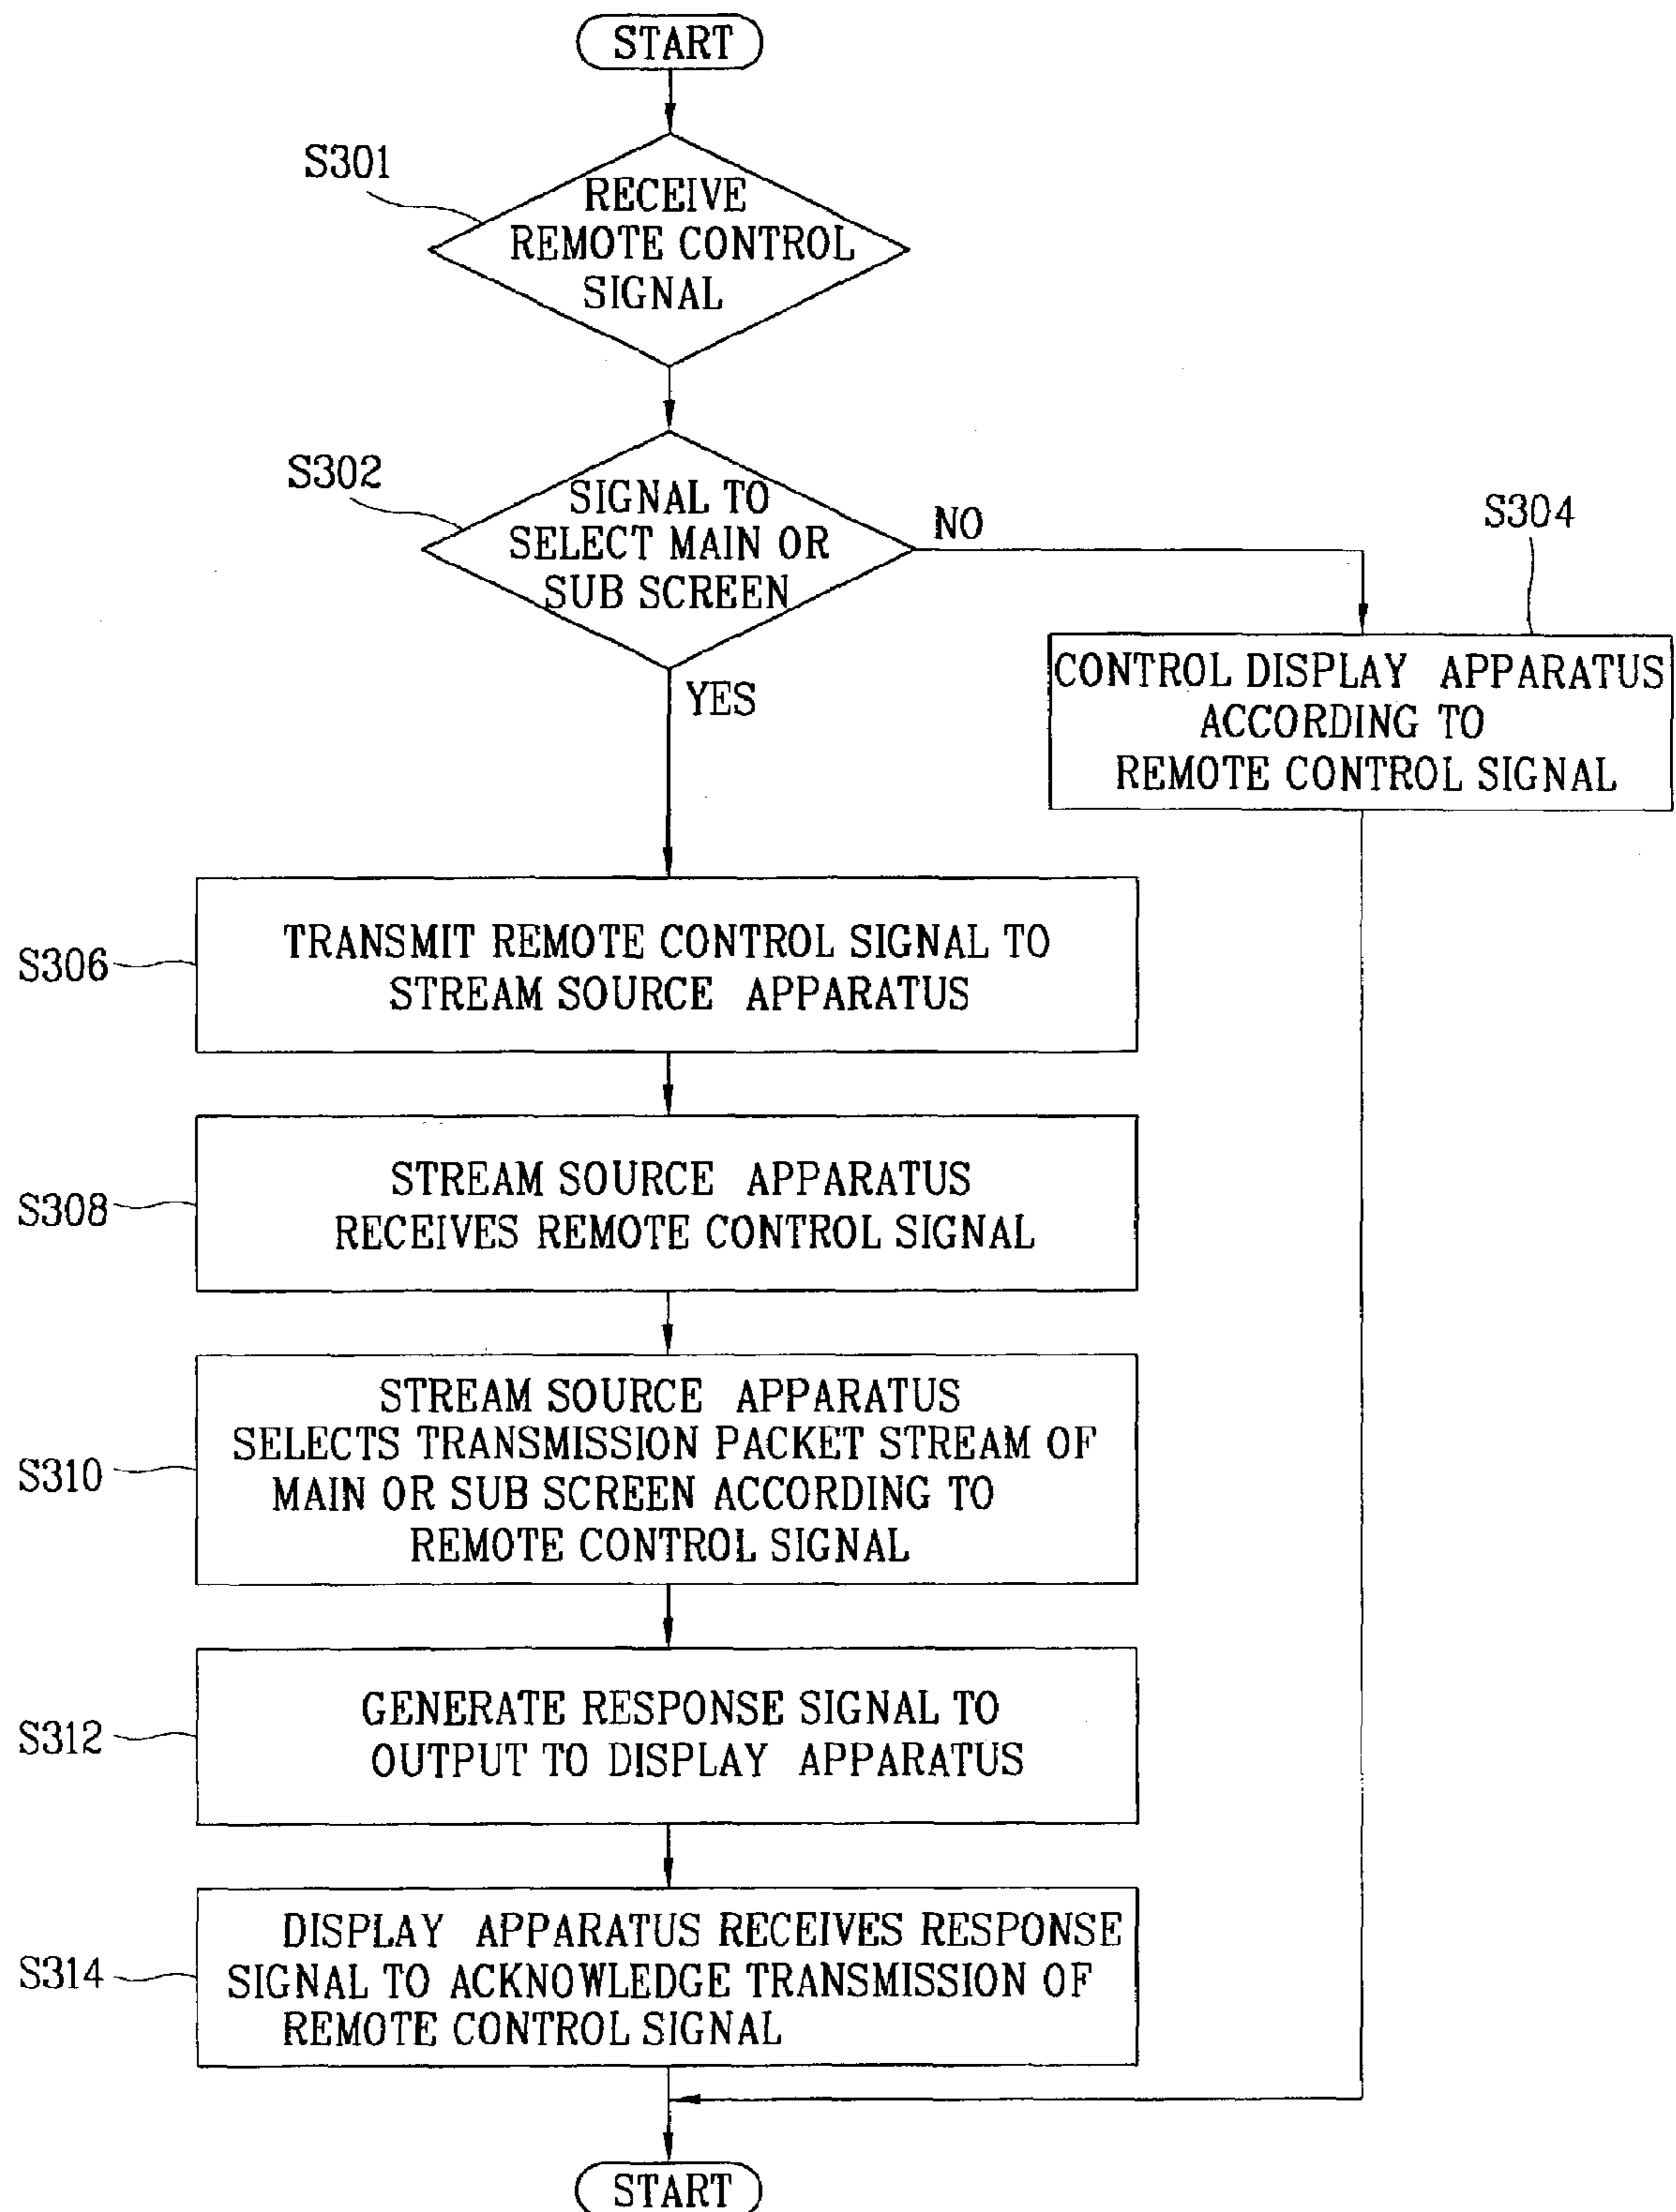 START
S301
RECEIVE
REMOTE CONTROL
SIGNAL
S302
SIGNAL TO
SELECT MAIN OR
SUB SCREEN
NO
YES
S304
CONTROL DISPLAY APPARATUS
ACCORDING TO
REMOTE CONTROL SIGNAL
S306
TRANSMIT REMOTE CONTROL SIGNAL TO
STREAM SOURCE APPARATUS
S308
STREAM SOURCE APPARATUS
RECEIVES REMOTE CONTROL SIGNAL
S310
STREAM SOURCE APPARATUS
SELECTS TRANSMISSION PACKET STREAM OF
MAIN OR SUB SCREEN ACCORDING TO
REMOTE CONTROL SIGNAL
S312
GENERATE RESPONSE SIGNAL TO
OUTPUT TO DISPLAY APPARATUS
S314
DISPLAY APPARATUS RECEIVES RESPONSE
SIGNAL TO ACKNOWLEDGE TRANSMISSION OF
REMOTE CONTROL SIGNAL
START